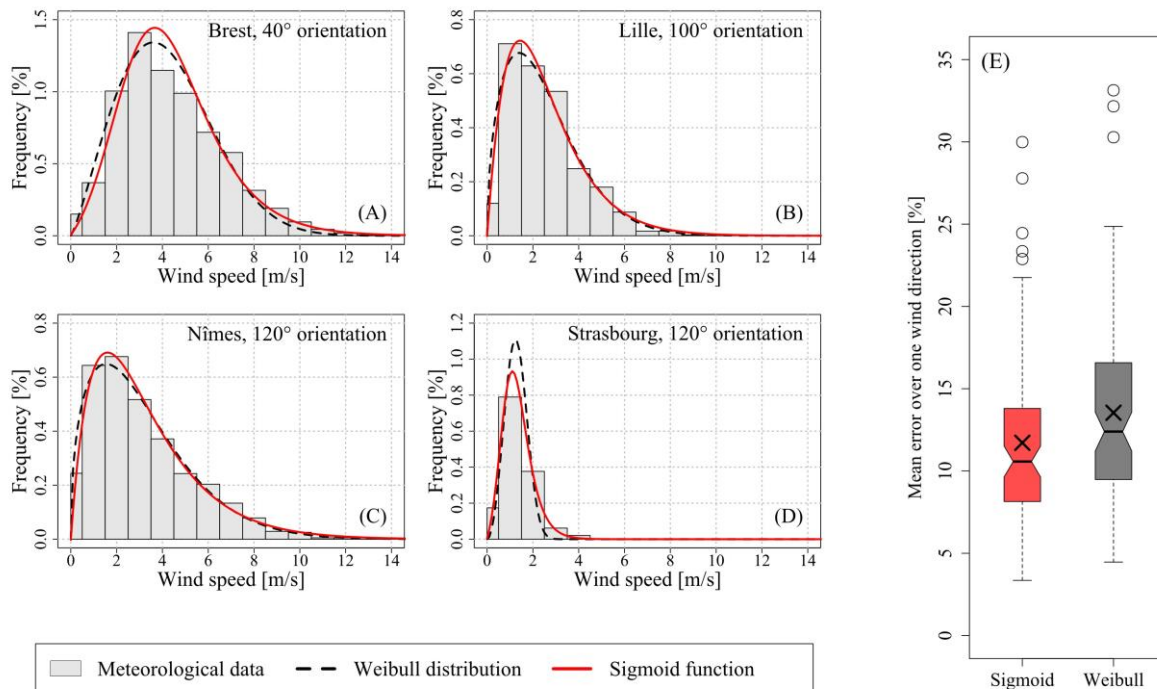 Brest, 40° orientation
Frequency [%]
0.0 0.5 1.0 1.5
(A)
0 2 4 6 8 10 12 14
Wind speed [m/s]
Lille, 100° orientation
Frequency [%]
0.0 0.2 0.4 0.6 0.8
(B)
0 2 4 6 8 10 12 14
Wind speed [m/s]
Nîmes, 120° orientation
Frequency [%]
0.0 0.2 0.4 0.6 0.8
(C)
0 2 4 6 8 10 12 14
Wind speed [m/s]
Strasbourg, 120° orientation
Frequency [%]
0.0 0.2 0.4 0.6 0.8 1.0 1.2
(D)
0 2 4 6 8 10 12 14
Wind speed [m/s]
Meteorological data Weibull distribution Sigmoid function
(E)
Mean error over one wind direction [%]
0 5 10 15 20 25 30 35
Sigmoid Weibull